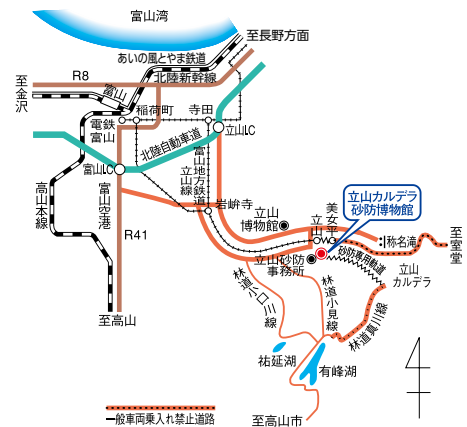 富山湾
至長野方面
あいの風とやま鉄道
R8
北陸新幹線
至金沢
富山
稲荷町
寺田
電鉄富山
立山I.C
北陸自動車道
富山I.C
富山地方鉄道
立山線
高山本線
富山空港
岩峅寺
R41
立山博物館
立山
美女平
立山カルデラ
砂防博物館
称名滝
至室堂
立山砂防
事務所
砂防専用軌道
立山
カルデラ
林道小口川線
林道小見線
林道真川線
至高山
祐延湖
有峰湖
至高山市
一般車両乗入れ禁止道路